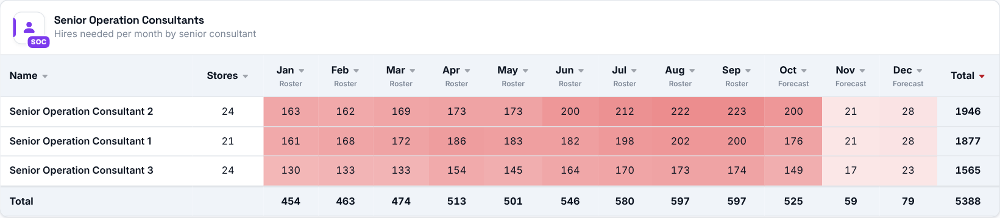 Senior Operation Consultants
Hires needed per month by senior consultant
SOC
Name Stores Jan Feb Mar Apr May Jun Jul Aug Sep Oct Nov Dec Total
Roster Roster Roster Roster Roster Roster Roster Roster Roster Forecast Forecast Forecast
Senior Operation Consultant 2 24 163 162 169 173 173 200 212 222 223 200 21 28 1946
Senior Operation Consultant 1 21 161 168 172 186 183 182 198 202 200 176 21 28 1877
Senior Operation Consultant 3 24 130 133 133 154 145 164 170 173 174 149 17 23 1565
Total 454 463 474 513 501 546 580 597 597 525 59 79 5388